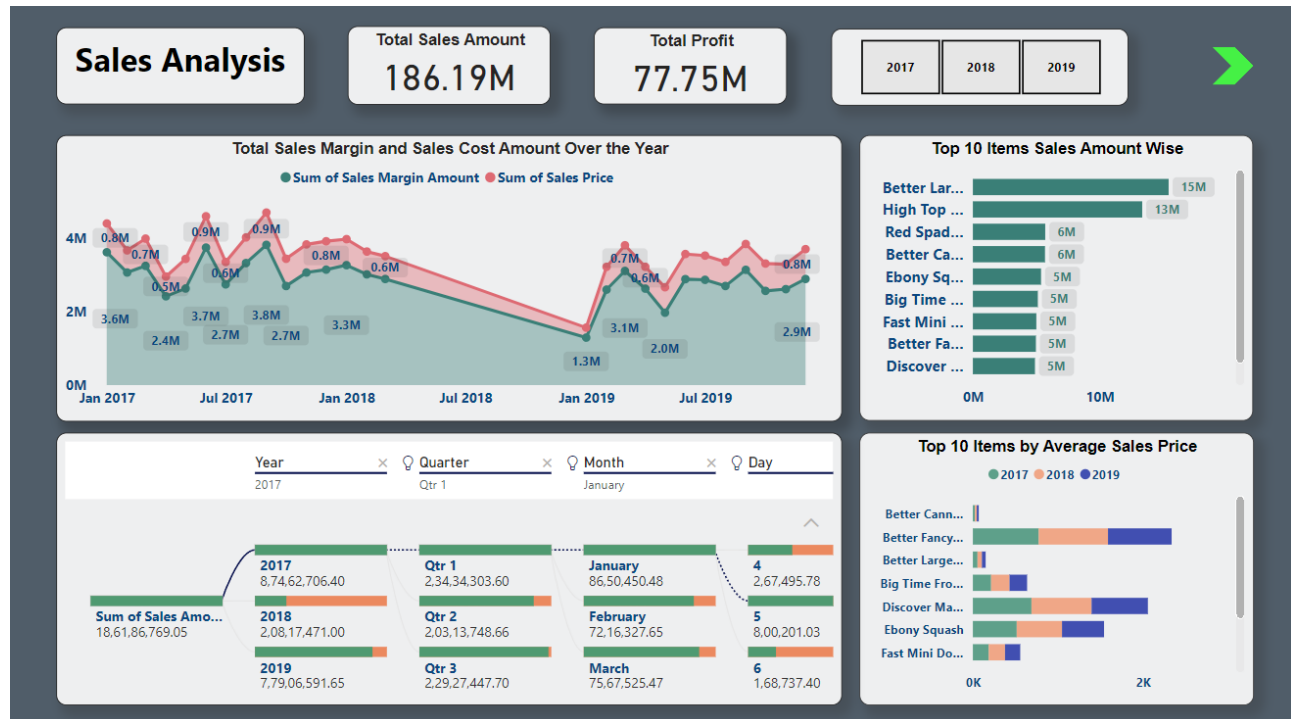 Sales Analysis
Total Sales Amount
186.19M
Total Profit
77.75M
2017 2018 2019
Total Sales Margin and Sales Cost Amount Over the Year
Sum of Sales Margin Amount Sum of Sales Price
4M
2M
0M
0.8M 0.7M 0.5M 0.9M 0.6M 0.9M 0.8M 0.6M 0.7M 0.6M 0.8M
3.6M 2.4M 3.7M 2.7M 3.8M 2.7M 3.3M 1.3M 3.1M 2.0M 2.9M
Jan 2017 Jul 2017 Jan 2018 Jul 2018 Jan 2019 Jul 2019
Top 10 Items Sales Amount Wise
Better Lar... 15M
High Top ... 13M
Red Spad... 6M
Better Ca... 6M
Ebony Sq... 5M
Big Time ... 5M
Fast Mini ... 5M
Better Fa... 5M
Discover ... 5M
0M 10M
Year Quarter Month Day
2017 Qtr 1 January
Sum of Sales Amo...
18,61,86,769.05
2017
8,74,62,706.40
2018
2,08,17,471.00
2019
7,79,06,591.65
Qtr 1
2,34,34,303.60
Qtr 2
2,03,13,748.66
Qtr 3
2,29,27,447.70
January
86,50,450.48
February
72,16,327.65
March
75,67,525.47
4
2,67,495.78
5
8,00,201.03
6
1,68,737.40
Top 10 Items by Average Sales Price
2017 2018 2019
Better Cann...
Better Fancy...
Better Large...
Big Time Fro...
Discover Ma...
Ebony Squash
Fast Mini Do...
0K 2K